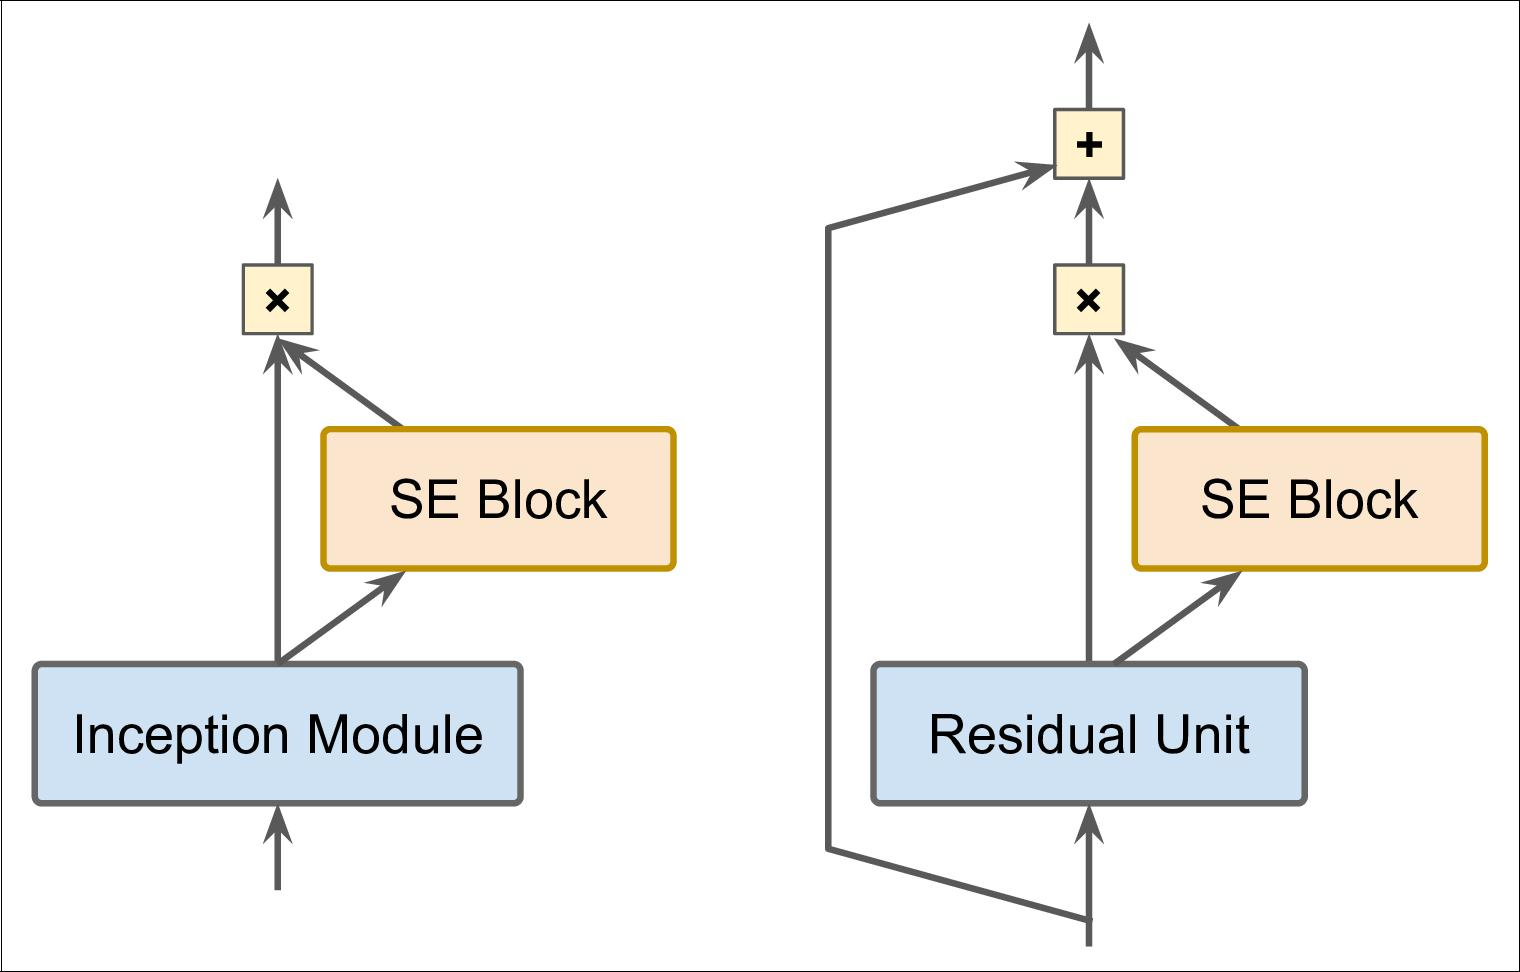 ×
SE Block
Inception Module
+
×
SE Block
Residual Unit